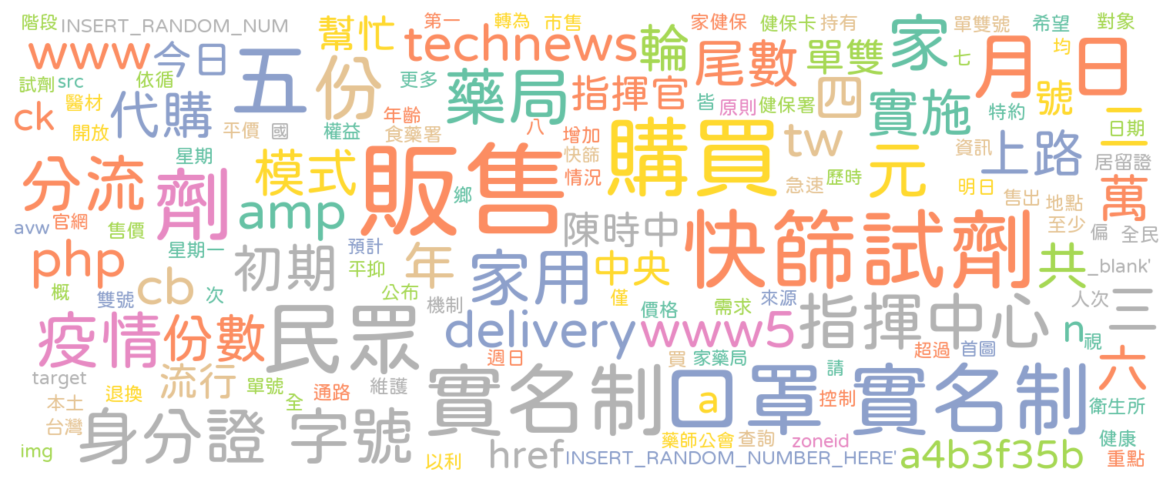 階段 INSERT_RANDOM_NUM 幫忙 第一 轉為 市售 家健保 健保卡 持有 單雙號 希望 對象
www 今日 五 份 technews 輪 尾數 單雙 家 七 均 月 日
試劑 src 依循 更多 藥局 指揮官 皆 原則 健保署 四 實施 特約 號 二
ck 醫材 代購 開放 平價 國 權益 年齡 食藥署 八 增加 購買 tw 元 資訊 上路 日期
分流 星期 劑 模式 販售 快篩 情況 急速 歷時 明日 售出 地點 居留證 萬
avw 官網 售價 amp 鄉 陳時中 快篩試劑 至少 偏 全民
php 星期一 初期 預計 平抑 年 家用 中央 共 _blank'
概 雙號 cb 次 公布 機制 僅 價格 需求 來源 人次 三
疫情 份數 民眾 delivery www5 指揮中心 n 視
target 流行 週日 買 家藥局 請 超過 首圖 六
本土 退換 單號 通路 維護 實名制 口罩實名制 a 控制 衛生所
台灣 身分證 全 字號 藥師公會 查詢 zoneid 健康
img 以利 href INSERT_RANDOM_NUMBER_HERE' a4b3f35b 重點